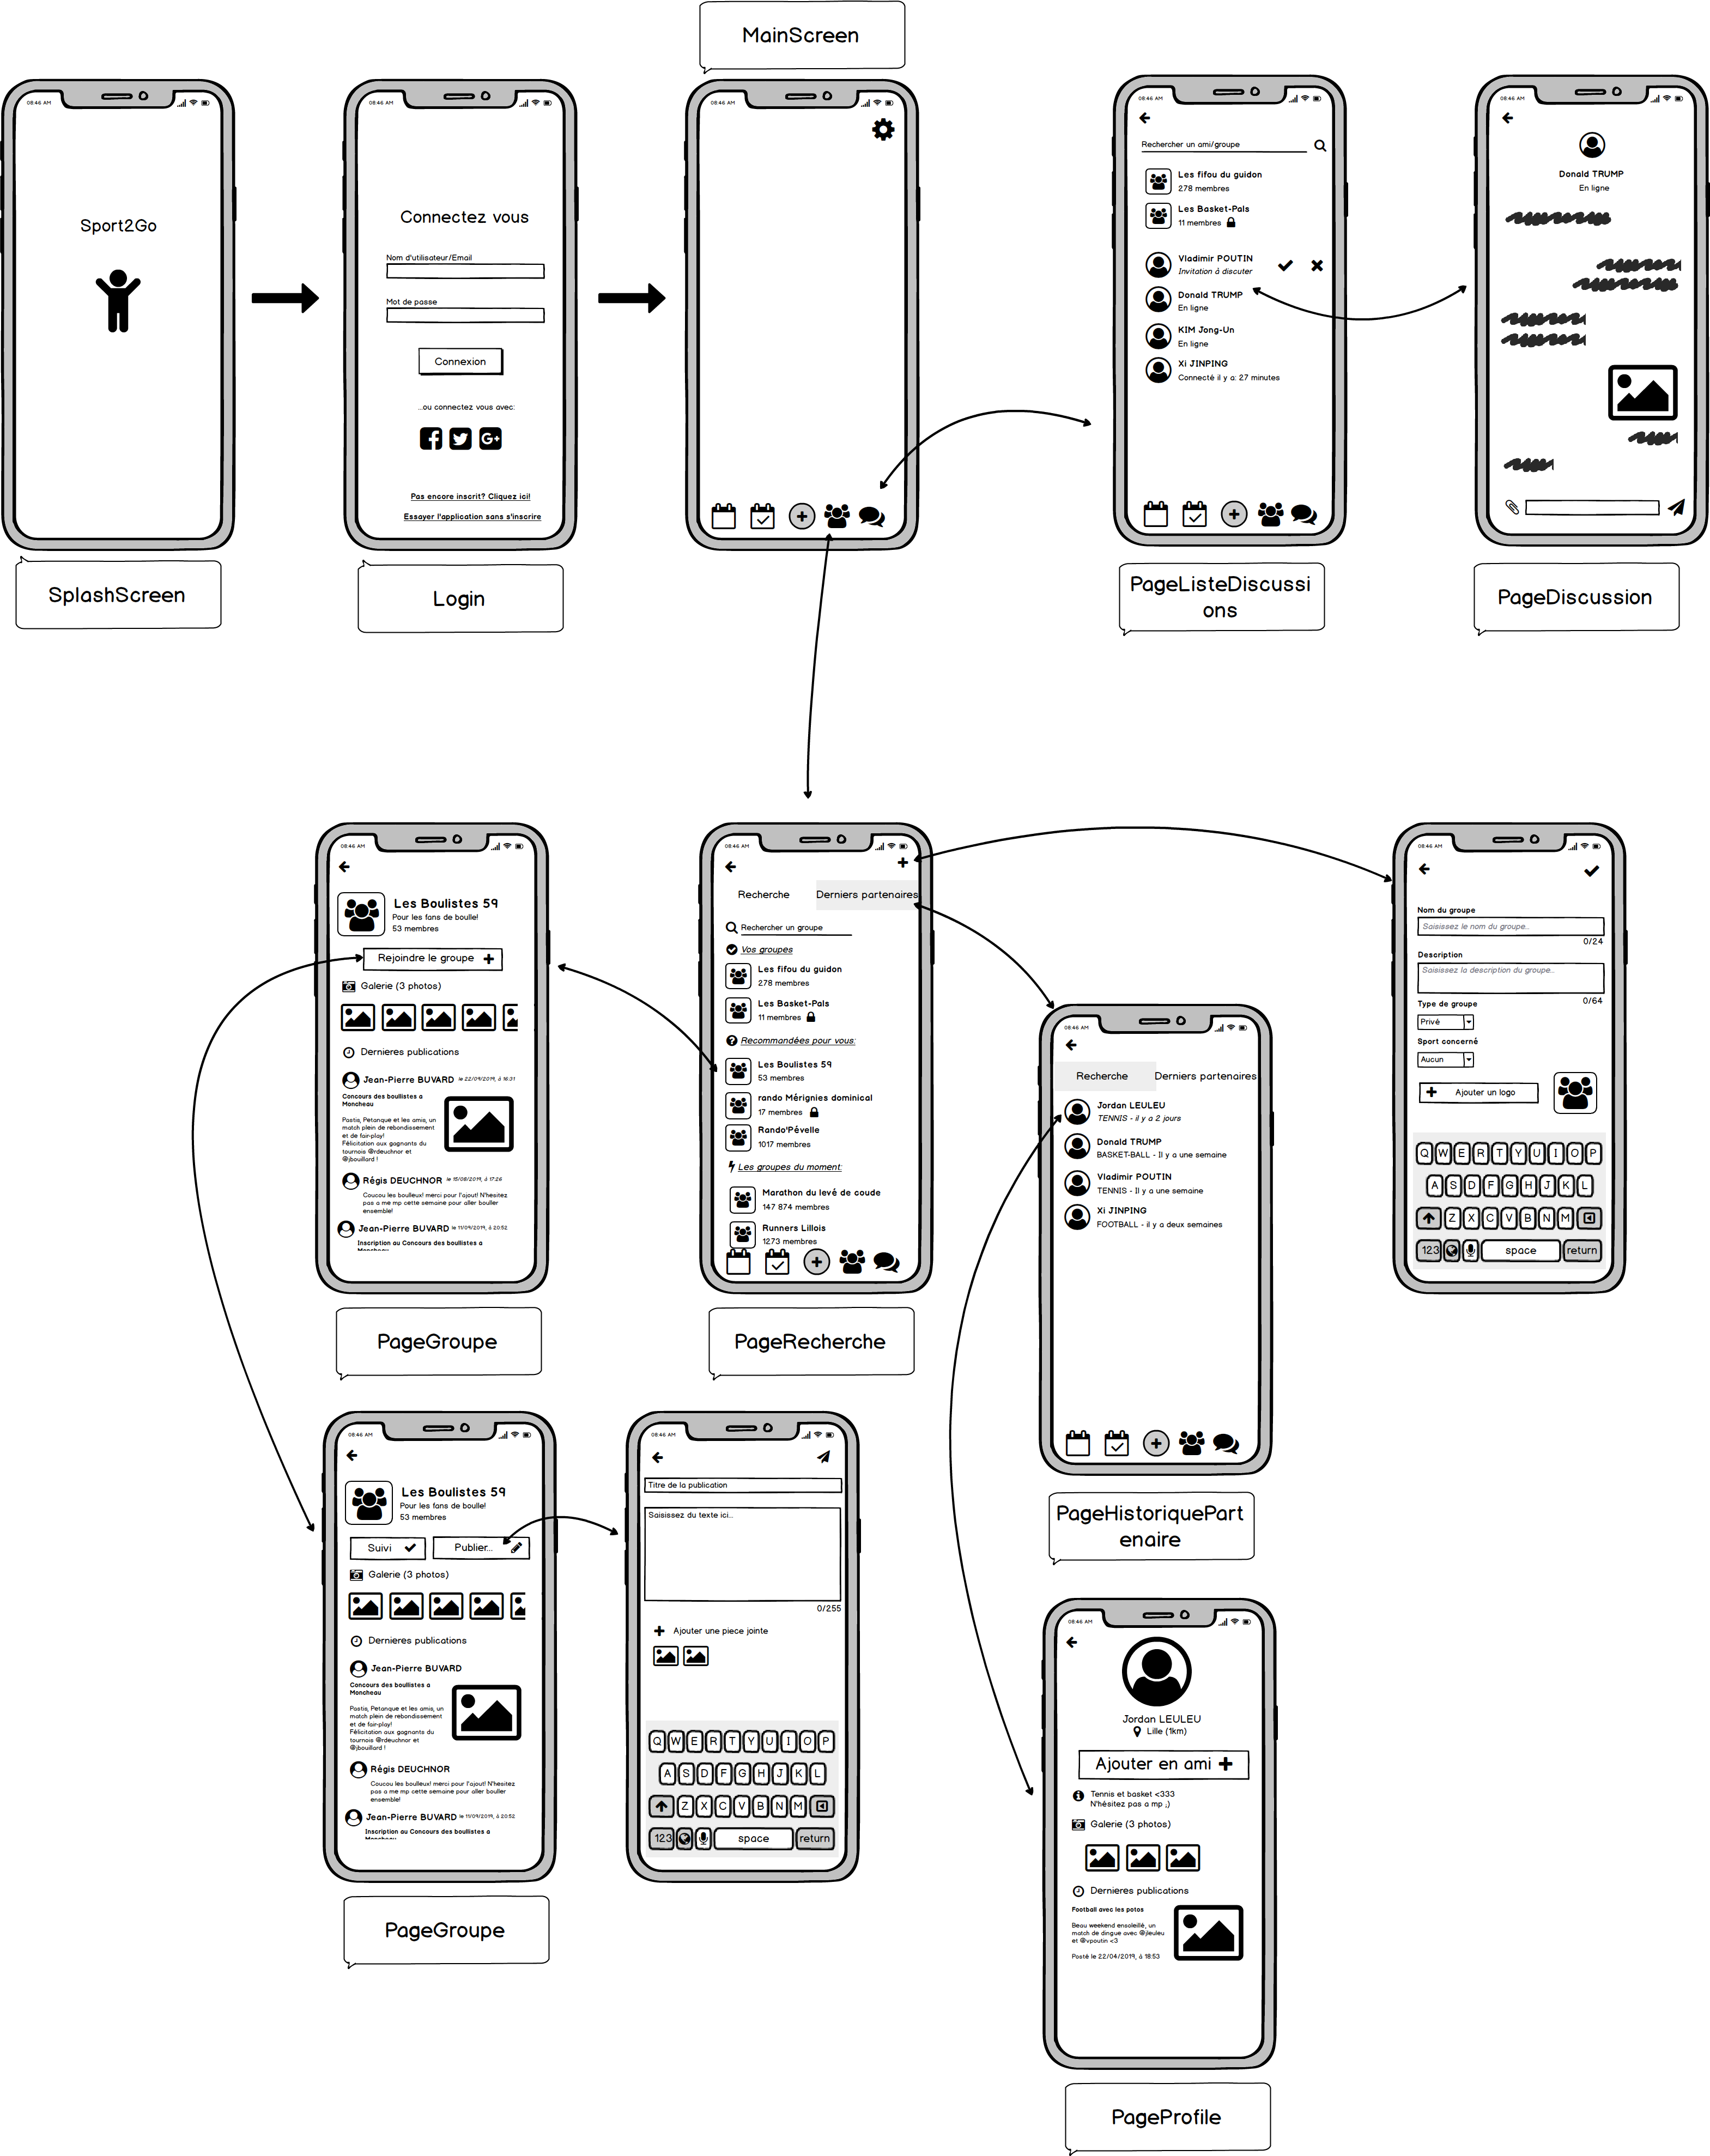 MainScreen
08:46 AM
Sport2Go
SplashScreen
08:46 AM
Connectez vous
Nom d'utilisateur/Email
Mot de passe
Connexion
...ou connectez vous avec:
Pas encore inscrit? Cliquez ici!
Essayer l'application sans s'inscrire
Login
08:46 AM
08:46 AM
Rechercher un ami/groupe
Les fifou du guidon
278 membres
Les Basket-Pals
11 membres
Vladimir POUTIN
Invitation à discuter
Donald TRUMP
En ligne
KIM Jong-Un
En ligne
Xi JINPING
Connecté il y a: 27 minutes
PageListeDiscussi
ons
08:46 AM
Donald TRUMP
En ligne
PageDiscussion
08:46 AM
Les Boulistes 59
Pour les fans de boulle!
53 membres
Rejoindre le groupe
Galerie (3 photos)
Dernieres publications
Jean-Pierre BUVARD le 22/09/2019, à 16:31
Concours des boullistes a
Moncheau
Pastis, Petanque et les amis, un
match plein de rebondissement
et de fair-play!
Félicitation aux gagnants du
tournois @rdeuchnor et
@jbouillard !
Régis DEUCHNOR le 15/08/2019, à 17:26
Coucou les boulleux! merci pour l'ajout! N'hesitez
pas a me mp cette semaine pour aller bouller
ensemble!
Jean-Pierre BUVARD le 11/09/2019, à 20:52
Inscription au Concours des boullistes a
Moncheau
PageGroupe
08:46 AM
Recherche
Derniers partenaires
Rechercher un groupe
Vos groupes
Les fifou du guidon
278 membres
Les Basket-Pals
11 membres
Recommandées pour vous:
Les Boulistes 59
53 membres
rando Mérignies dominical
17 membres
Rando'Pévelle
1017 membres
Les groupes du moment:
Marathon du levé de coude
147 874 membres
Runners Lillois
1273 membres
PageRecherche
08:46 AM
Recherche
Derniers partenaires
Jordan LEULEU
TENNIS - il y a 2 jours
Donald TRUMP
BASKET-BALL - Il y a une semaine
Vladimir POUTIN
TENNIS - Il y a une semaine
Xi JINPING
FOOTBALL - il y a deux semaines
PageHistoriquePart
enaire
08:46 AM
Nom du groupe
Saisissez le nom du groupe...
0/24
Description
Saisissez la description du groupe...
0/64
Type de groupe
Privé
Sport concerné
Aucun
Ajouter un logo
Q W E R T Y U I O P
A S D F G H J K L
Z X C V B N M
123 space return
08:46 AM
Les Boulistes 59
Pour les fans de boulle!
53 membres
Suivi
Publier...
Galerie (3 photos)
Dernieres publications
Jean-Pierre BUVARD
Concours des boullistes a
Moncheau
Pastis, Petanque et les amis, un
match plein de rebondissement
et de fair-play!
Félicitation aux gagnants du
tournois @rdeuchnor et
@jbouillard !
Régis DEUCHNOR
Coucou les boulleux! merci pour l'ajout! N'hesitez
pas a me mp cette semaine pour aller bouller
ensemble!
Jean-Pierre BUVARD le 11/09/2019, à 20:52
Inscription au Concours des boullistes a
Moncheau
PageGroupe
08:46 AM
Titre de la publication
Saisissez du texte ici...
0/255
Ajouter une piece jointe
Q W E R T Y U I O P
A S D F G H J K L
Z X C V B N M
123 space return
08:46 AM
Jordan LEULEU
Lille (1km)
Ajouter en ami
Tennis et basket <333
N'hésitez pas a mp ;)
Galerie (3 photos)
Dernieres publications
Football avec les potos
Beau weekend ensoleillé, un
match de dingue avec @jleuleu
et @vpoutin <3
Posté le 22/04/2019, à 18:53
PageProfile